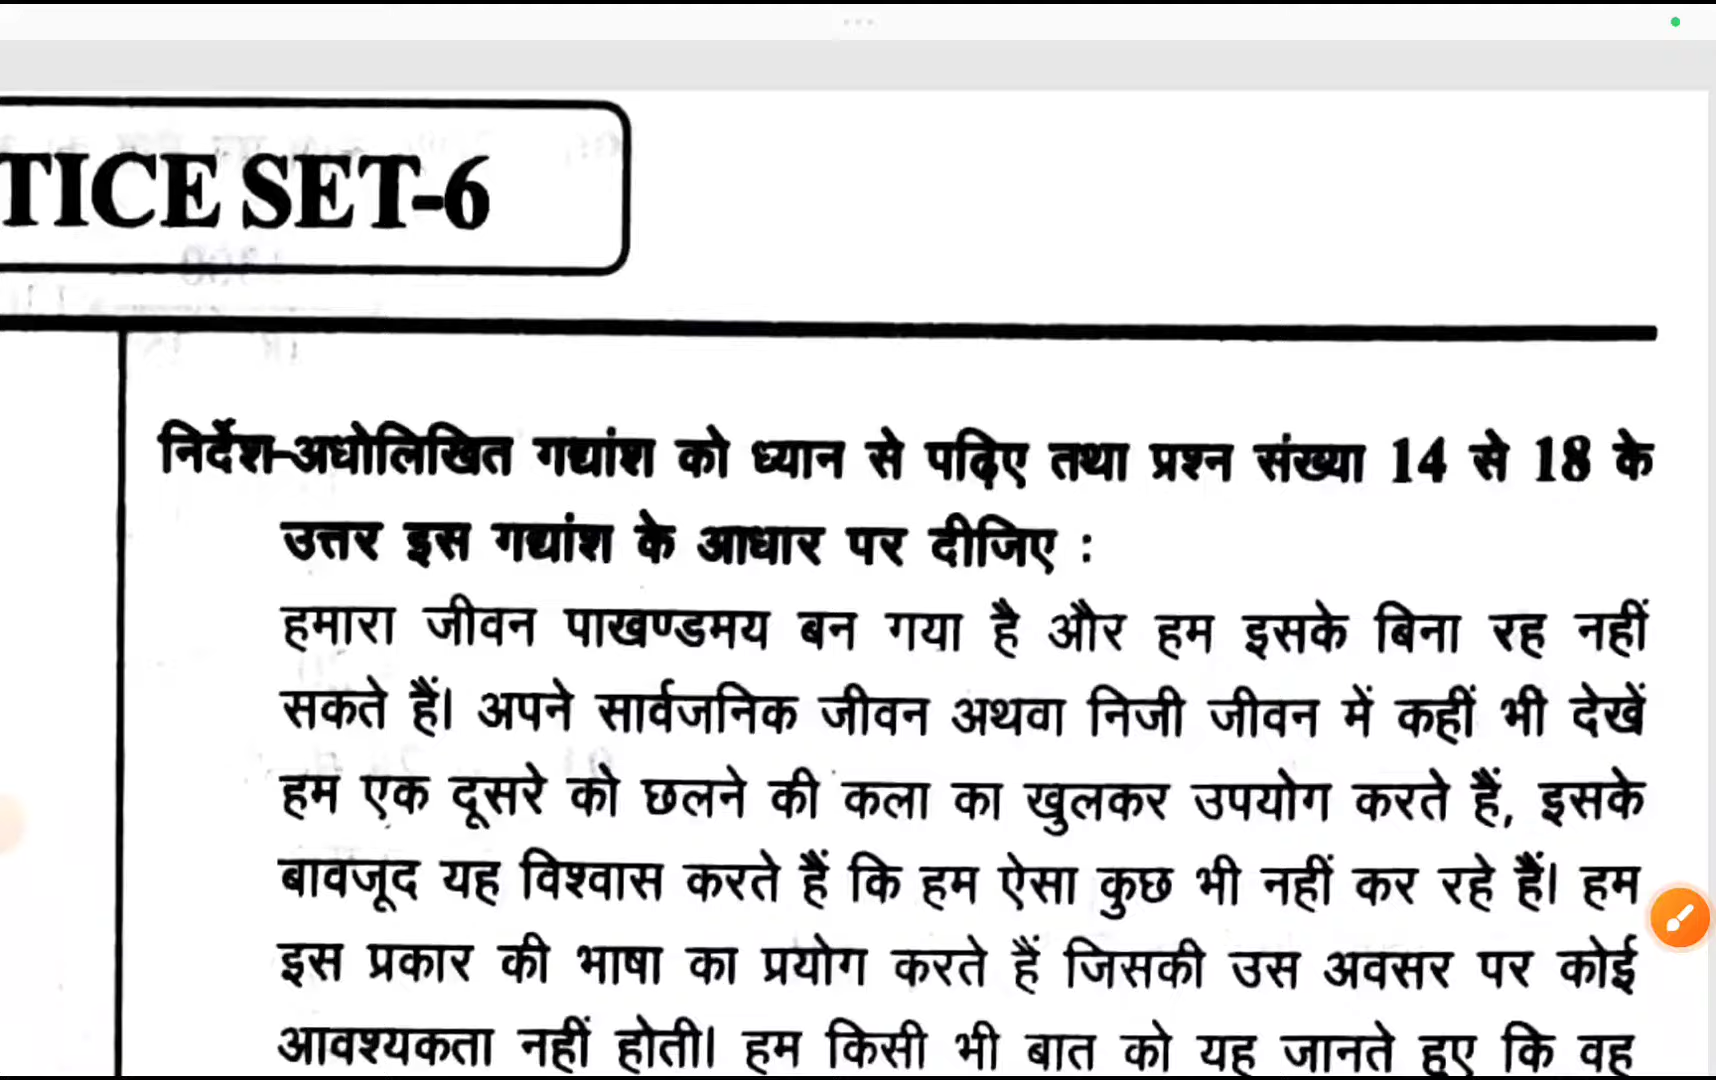 TICE SET-6
निर्देश-अधोलिखित गद्यांश को ध्यान से पढ़िए तथा प्रश्न संख्या 14 से 18 के
उत्तर इस गद्यांश के आधार पर दीजिए :
हमारा जीवन पाखण्डमय बन गया है और हम इसके बिना रह नहीं
सकते हैं। अपने सार्वजनिक जीवन अथवा निजी जीवन में कहीं भी देखें
हम एक दूसरे को छलने की कला का खुलकर उपयोग करते हैं, इसके
बावजूद यह विश्वास करते हैं कि हम ऐसा कुछ भी नहीं कर रहे हैं। हम
इस प्रकार की भाषा का प्रयोग करते हैं जिसकी उस अवसर पर कोई
आवश्यकता नहीं होती। हम किसी भी बात को यह जानते हुए कि वह